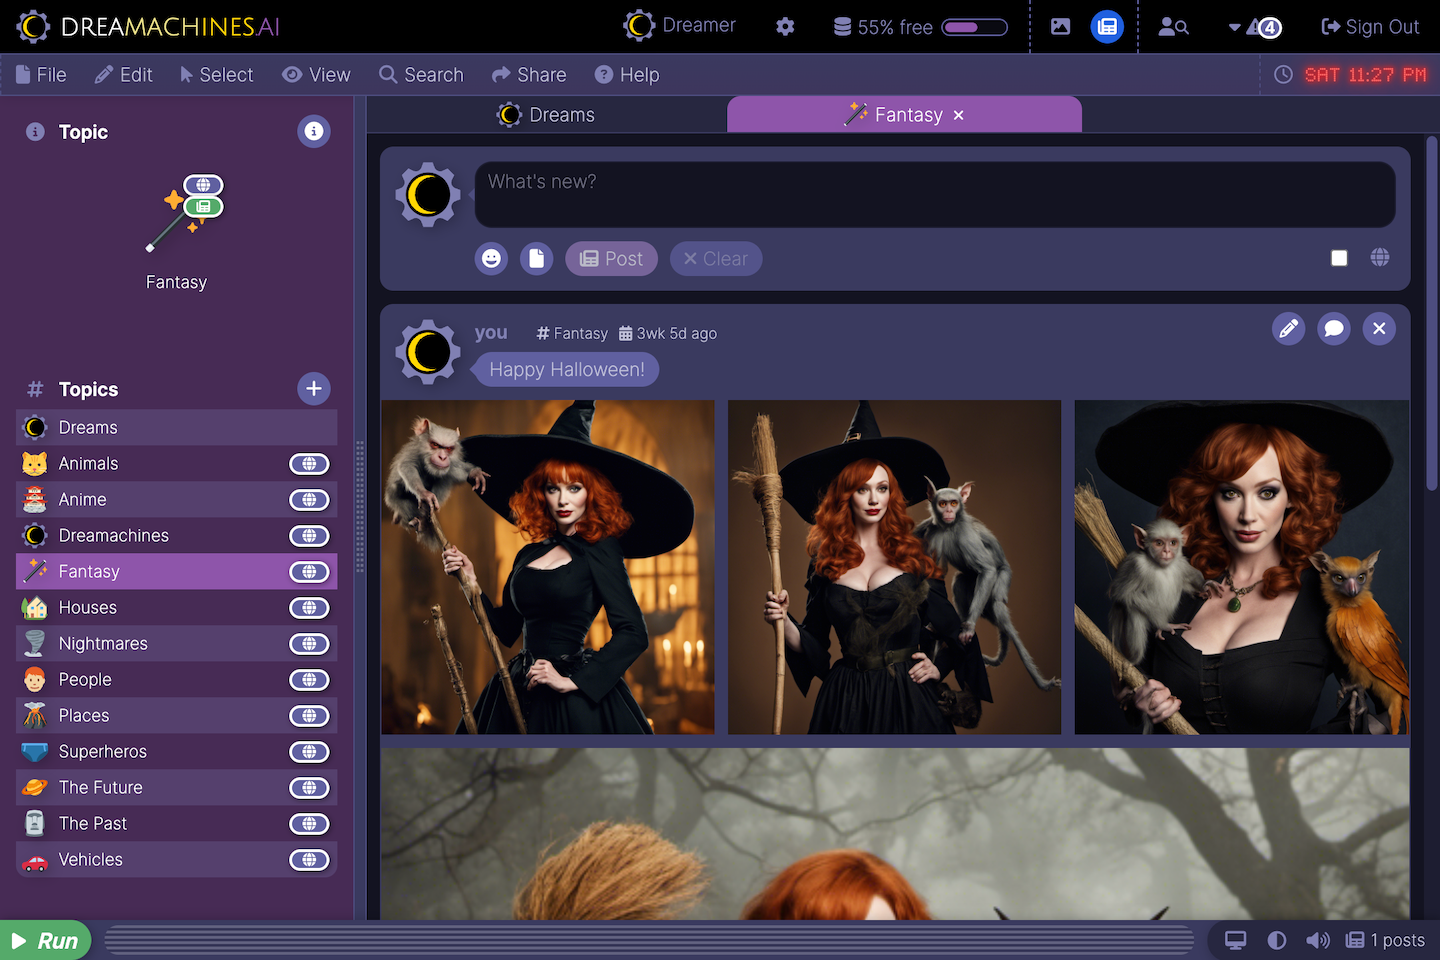 DREAMACHINES.AI
Dreamer
55% free
4
Sign Out
File
Edit
Select
View
Search
Share
Help
SAT 11:27 PM
Topic
Fantasy
Topics
Dreams
Animals
Anime
Dreamachines
Fantasy
Houses
Nightmares
People
Places
Superheros
The Future
The Past
Vehicles
Dreams
Fantasy
What's new?
Post
Clear
you
# Fantasy
3wk 5d ago
Happy Halloween!
Run
1 posts